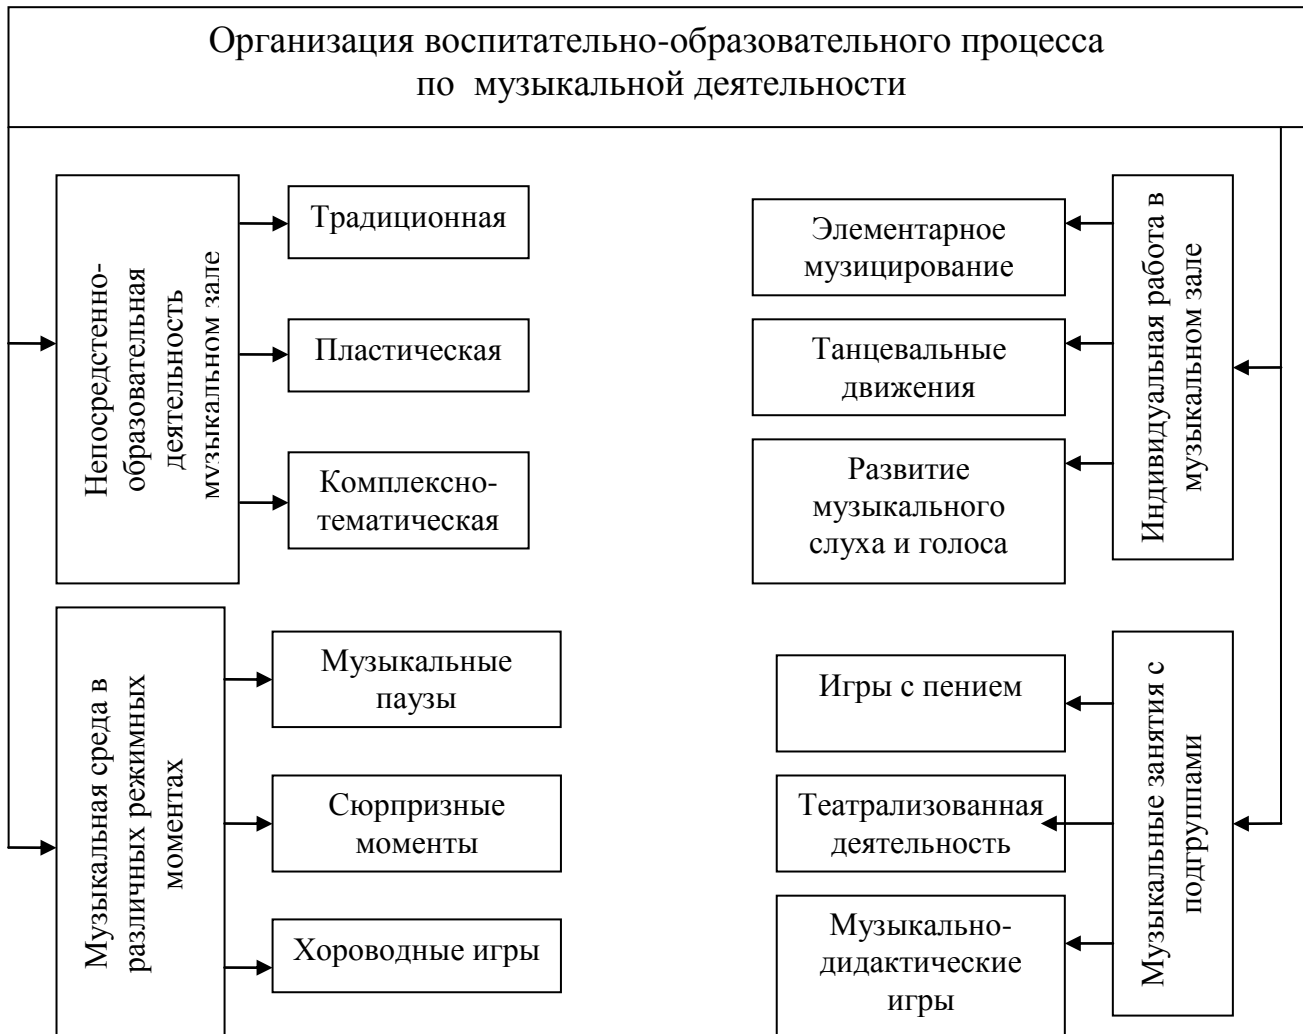 Организация воспитательно-образовательного процесса
по музыкальной деятельности
Непосредстенно-
образовательная
деятельность
музыкальном зале
Традиционная
Пластическая
Комплексно-
тематическая
Музыкальная среда в
различных режимных
моментах
Музыкальные
паузы
Сюрпризные
моменты
Хороводные игры
Индивидуальная работа в
музыкальном зале
Элементарное
музицирование
Танцевальные
движения
Развитие
музыкального
слуха и голоса
Музыкальные занятия с
подгруппами
Игры с пением
Театрализованная
деятельность
Музыкально-
дидактические
игры